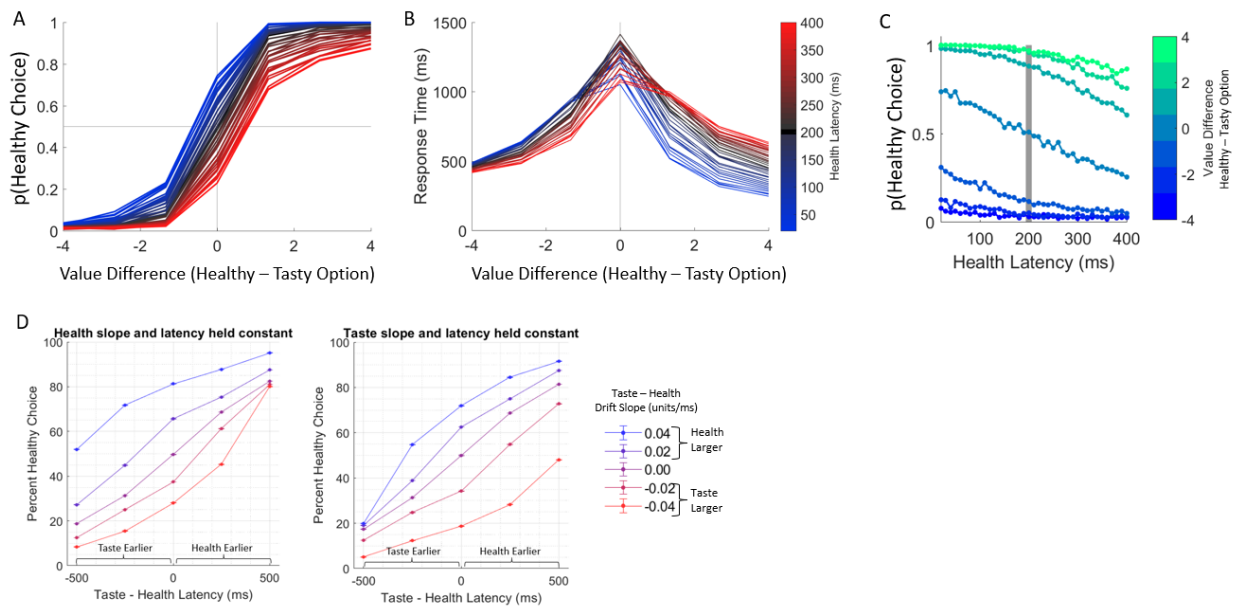 A
p(Healthy Choice)
1
0.8
0.6
0.4
0.2
0
-4
-2
0
2
4
Value Difference (Healthy – Tasty Option)
B
Response Time (ms)
1500
1000
500
0
-4
-2
0
2
4
Value Difference (Healthy – Tasty Option)
400
350
300
250
200
150
100
50
Health Latency (ms)
C
p(Healthy Choice)
1
0.5
0
100
200
300
400
Health Latency (ms)
4
2
0
-2
-4
Value Difference
Healthy – Tasty Option
D
Health slope and latency held constant
Percent Healthy Choice
100
80
60
40
20
0
Taste Earlier
Health Earlier
-500
0
500
Taste - Health Latency (ms)
Taste slope and latency held constant
Percent Healthy Choice
100
80
60
40
20
0
Taste Earlier
Health Earlier
-500
0
500
Taste - Health Latency (ms)
Taste – Health
Drift Slope (units/ms)
0.04
0.02
0.00
-0.02
-0.04
Health
Larger
Taste
Larger